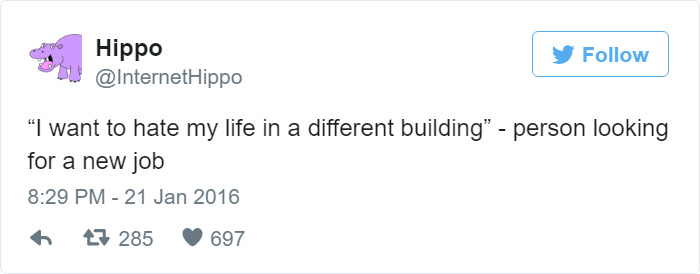 Hippo
@InternetHippo
Follow
“I want to hate my life in a different building” - person looking
for a new job
8:29 PM - 21 Jan 2016
285 697